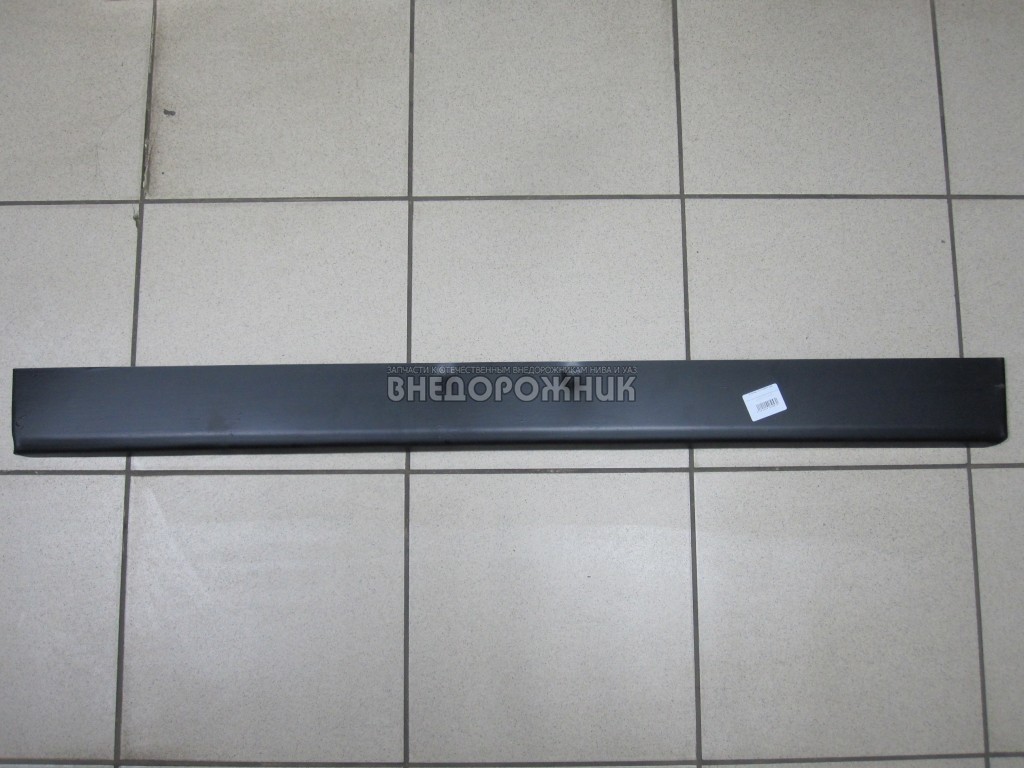 ЗАПЧАСТИ К ОТЕЧЕСТВЕННЫМ ВНЕДОРОЖНИКАМ НИВА И УАЗ
ВНЕДОРОЖНИК